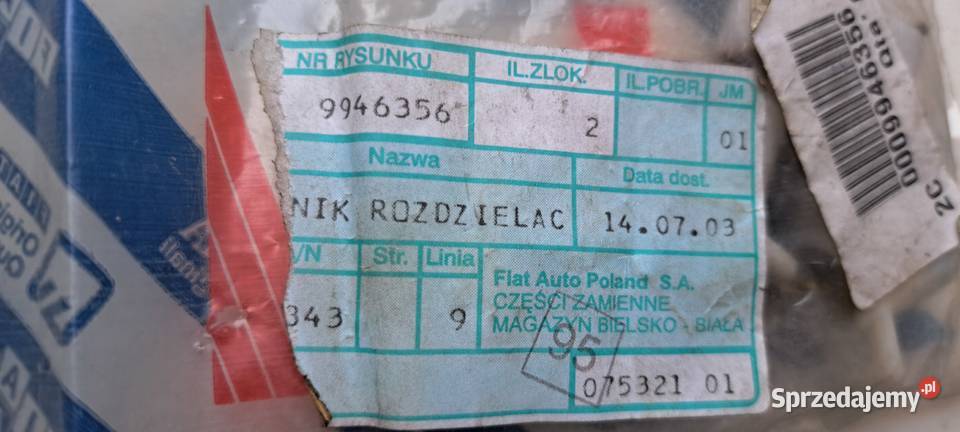 NR RYSUNKU IL.ZLOK. IL.POBR. JM
9946356 2 01
Nazwa Data dost.
NIK ROZDZIELAC 14.07.03
/N Str. Linia
343 9
Fiat Auto Poland S.A.
CZĘŚCI ZAMIENNE
MAGAZYN BIELSKO - BIAŁA
95
075321 01
00009946356
2C
Sprzedajemy.pl